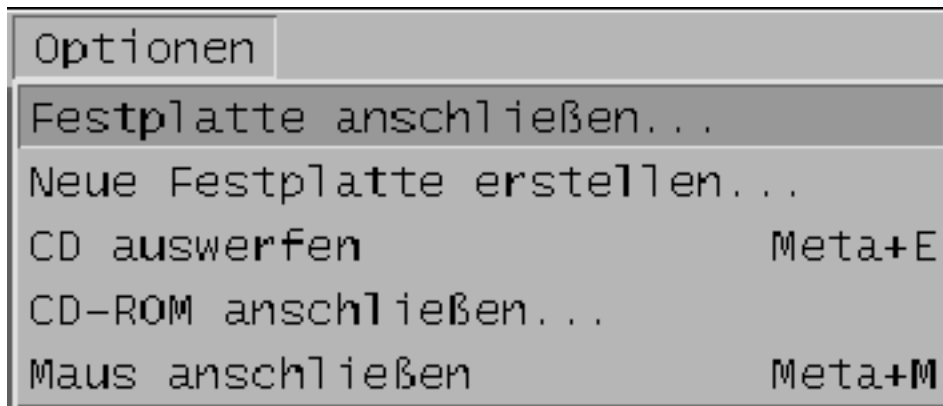 Optionen
Festplatte anschließen...
Neue Festplatte erstellen...
CD auswerfen Meta+E
CD-ROM anschließen...
Maus anschließen Meta+M